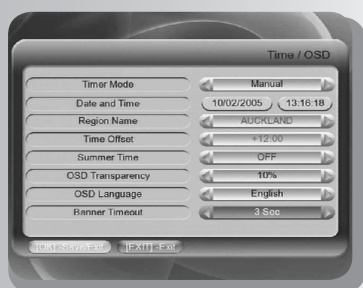 Time / OSD
Timer Mode Manual
Date and Time 10/02/2005 13:16:18
Region Name AUCKLAND
Time Offset +12:00
Summer Time OFF
OSD Transparency 10%
OSD Language English
Banner Timeout 3 Sec
[OK]-Save/Exit [EXIT]-Exit